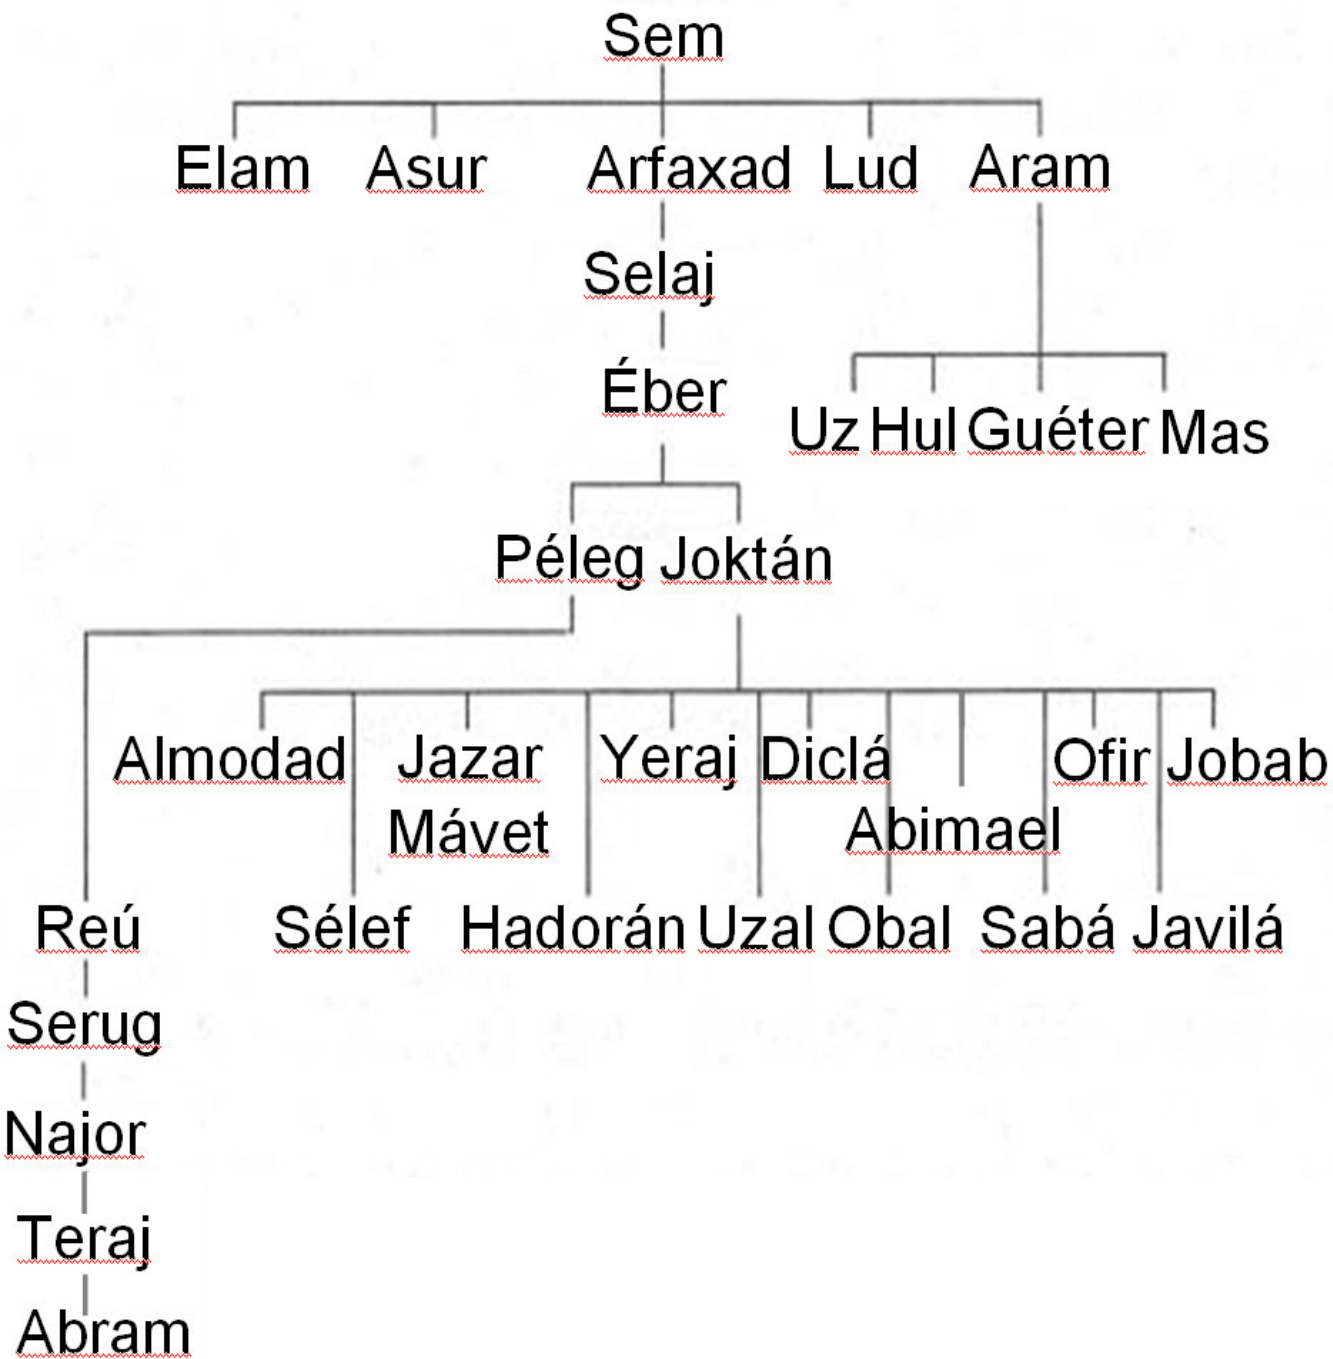 Sem
Elam Asur Arfaxad Lud Aram
Selaj
Éber
Uz Hul Guéter Mas
Péleg Joktán
Almodad Jazar Yeraj Diclá Ofir Jobab
Mávet Abimael
Reú Sélef Hadorán Uzal Obal Sabá Javilá
Serug
Najor
Teraj
Abram